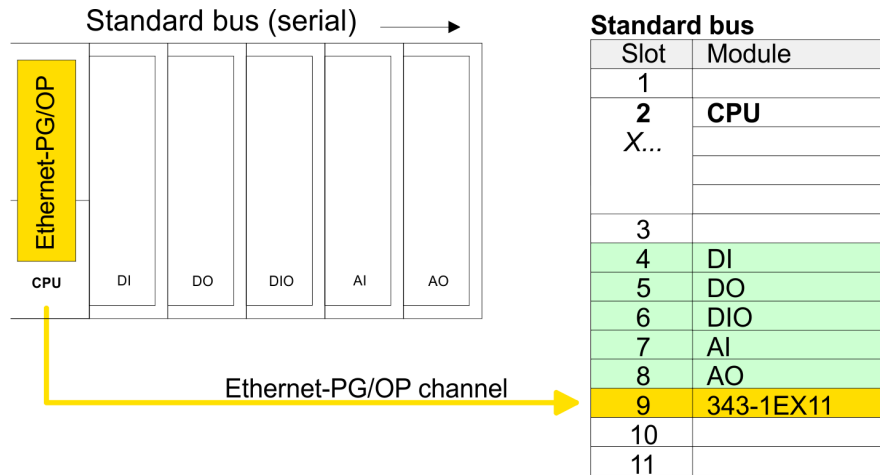 Standard bus (serial)
Ethernet-PG/OP
CPU
DI
DO
DIO
AI
AO
Ethernet-PG/OP channel
Standard bus
Slot Module
1
2 CPU
X...
3
4 DI
5 DO
6 DIO
7 AI
8 AO
9 343-1EX11
10
11